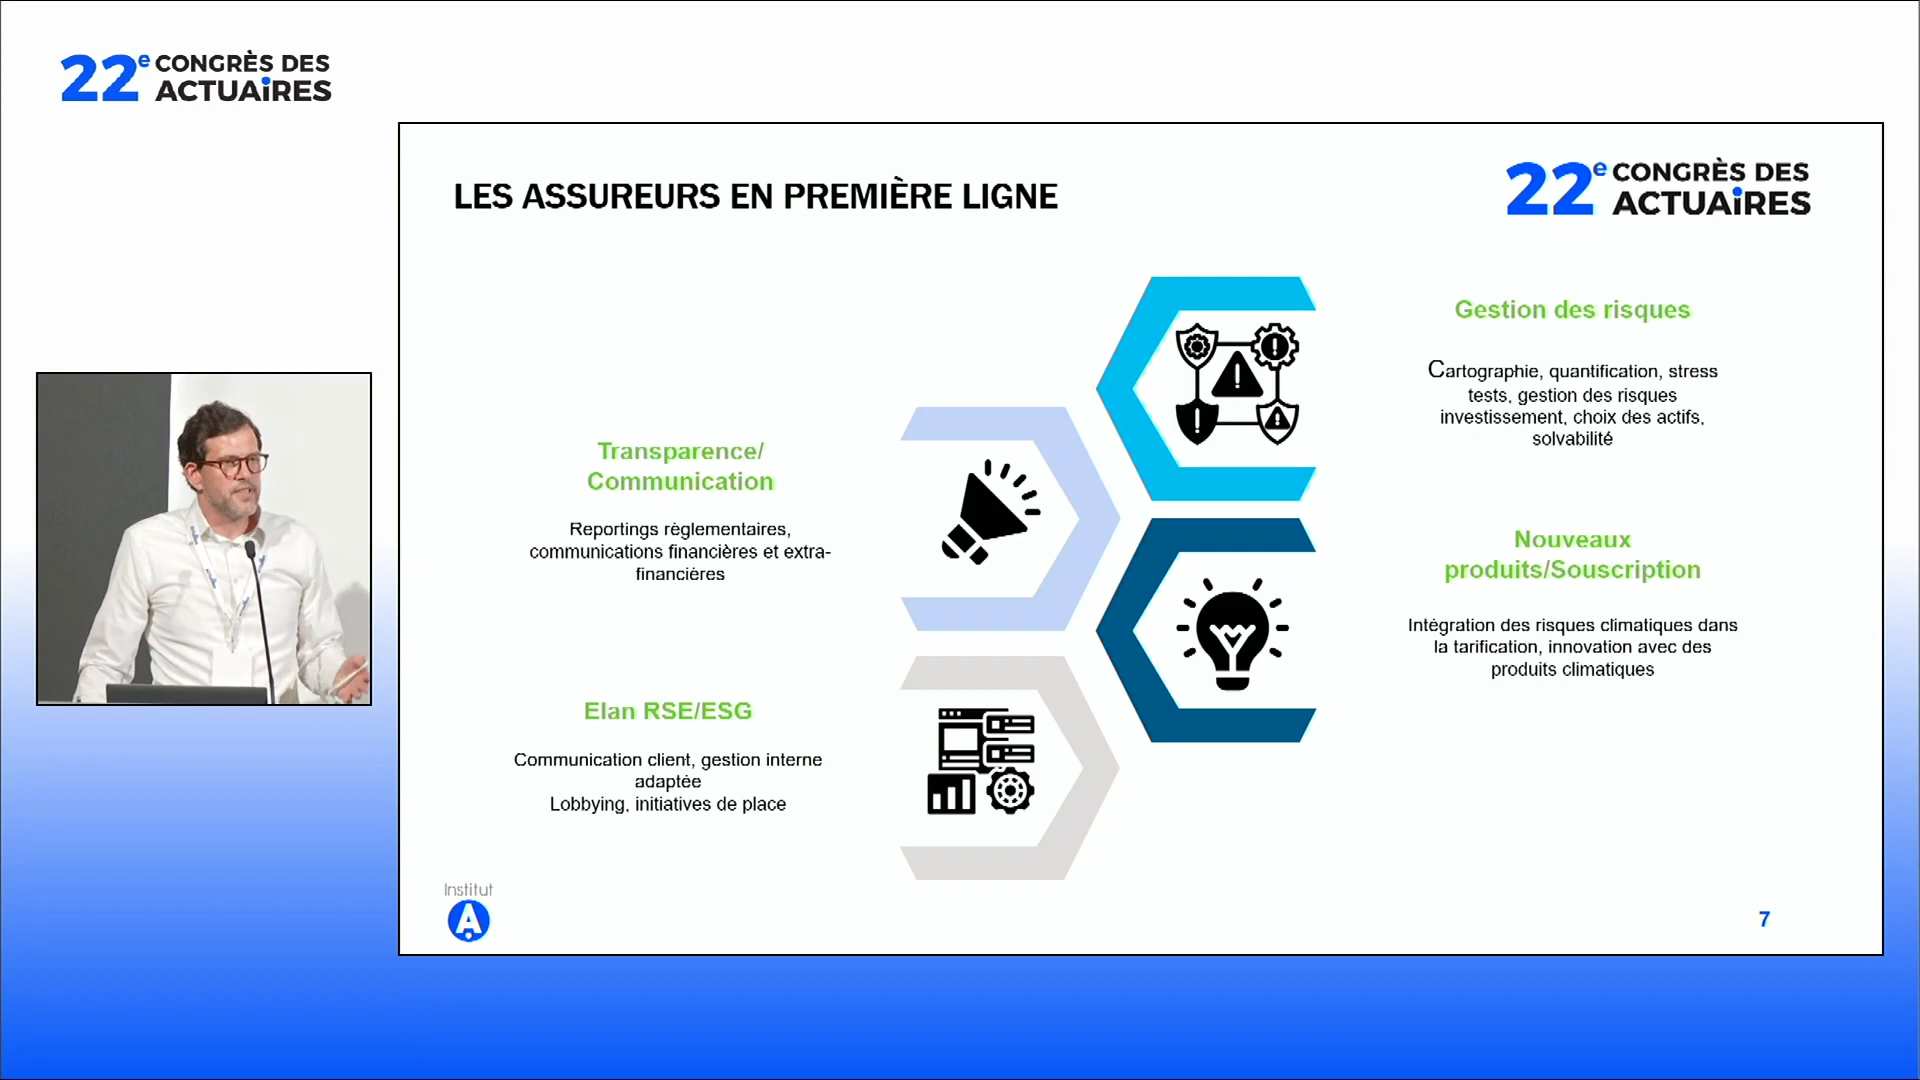 22e CONGRÈS DES
ACTUAiRES
LES ASSUREURS EN PREMIÈRE LIGNE
22e CONGRÈS DES
ACTUAiRES
Transparence/
Communication
Reportings règlementaires,
communications financières et extra-
financières
Elan RSE/ESG
Communication client, gestion interne
adaptée
Lobbying, initiatives de place
Gestion des risques
Cartographie, quantification, stress
tests, gestion des risques
investissement, choix des actifs,
solvabilité
Nouveaux
produits/Souscription
Intégration des risques climatiques dans
la tarification, innovation avec des
produits climatiques
Institut
A
7